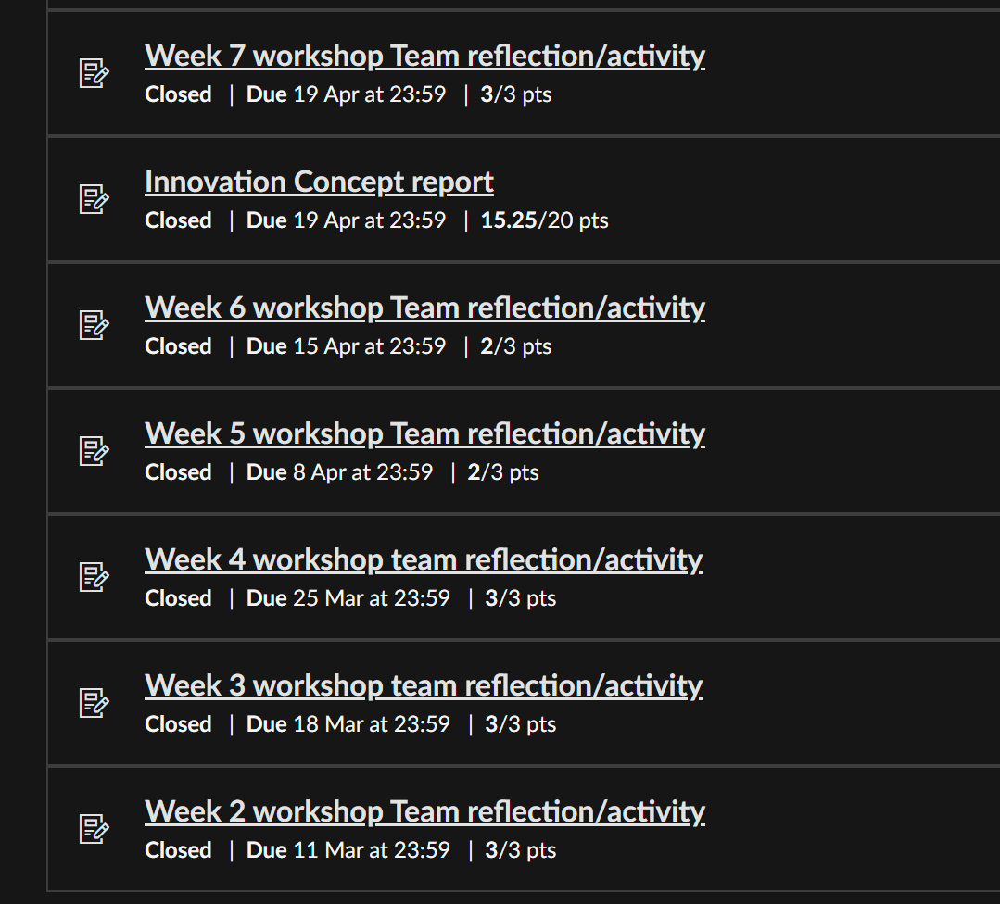 Week 7 workshop Team reflection/activity
Closed | Due 19 Apr at 23:59 | 3/3 pts
Innovation Concept report
Closed | Due 19 Apr at 23:59 | 15.25/20 pts
Week 6 workshop Team reflection/activity
Closed | Due 15 Apr at 23:59 | 2/3 pts
Week 5 workshop Team reflection/activity
Closed | Due 8 Apr at 23:59 | 2/3 pts
Week 4 workshop team reflection/activity
Closed | Due 25 Mar at 23:59 | 3/3 pts
Week 3 workshop team reflection/activity
Closed | Due 18 Mar at 23:59 | 3/3 pts
Week 2 workshop Team reflection/activity
Closed | Due 11 Mar at 23:59 | 3/3 pts